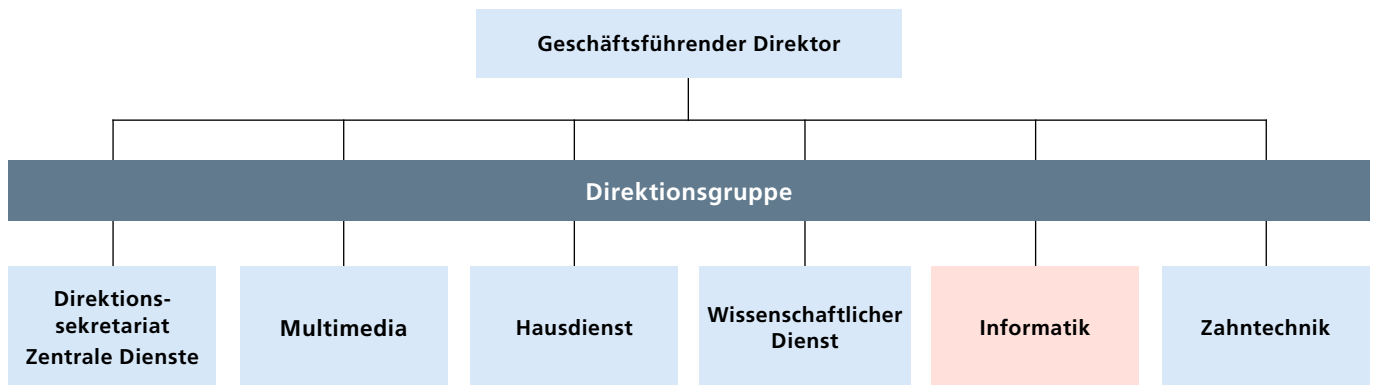 Geschäftsführender Direktor
Direktionsgruppe
Direktions-
sekretariat
Zentrale Dienste
Multimedia
Hausdienst
Wissenschaftlicher
Dienst
Informatik
Zahntechnik